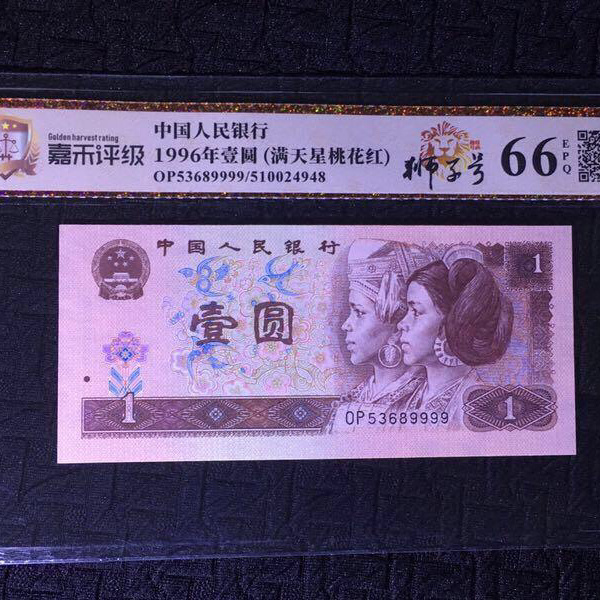 Golden harvest rating
嘉禾评级
中国人民银行
1996年壹圆 (满天星桃花红)
OP53689999/510024948
狮子号
66
EPQ
中国人民银行
1
壹圆
1
OP53689999
1